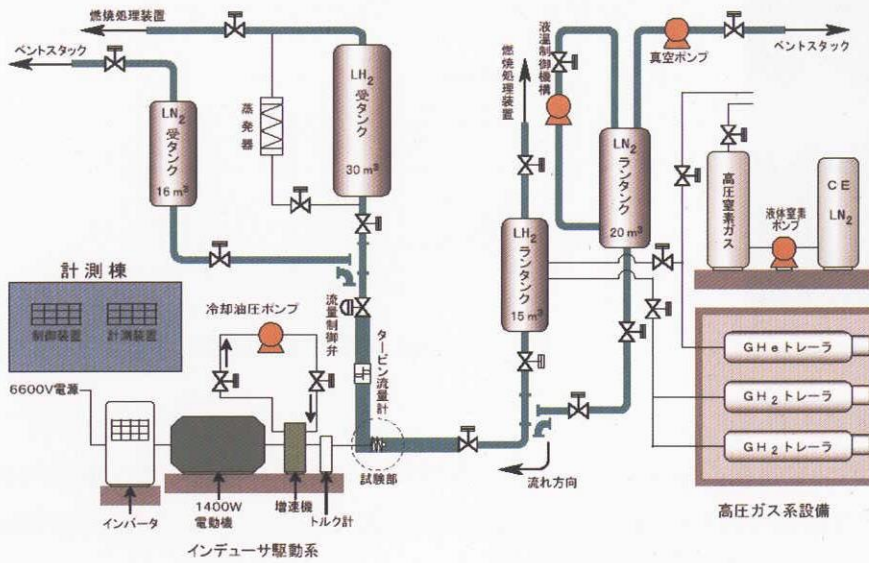 燃焼処理装置
ベントスタック
LN2
受タンク
16m3
蒸発器
LH2
受タンク
30m3
燃焼処理装置
液温制御機構
真空ポンプ
ベントスタック
LN2
ランタンク
20m3
LH2
ランタンク
15m3
高圧窒素ガス
液体窒素
ポンプ
CE
LN2
計測棟
制御装置
計測装置
冷却油圧ポンプ
流量制御弁
タービン流量計
6600V電源
インバータ
1400W
電動機
増速機
トルク計
試験部
流れ方向
インデューサ駆動系
GHeトレーラ
GH2トレーラ
GH2トレーラ
高圧ガス系設備